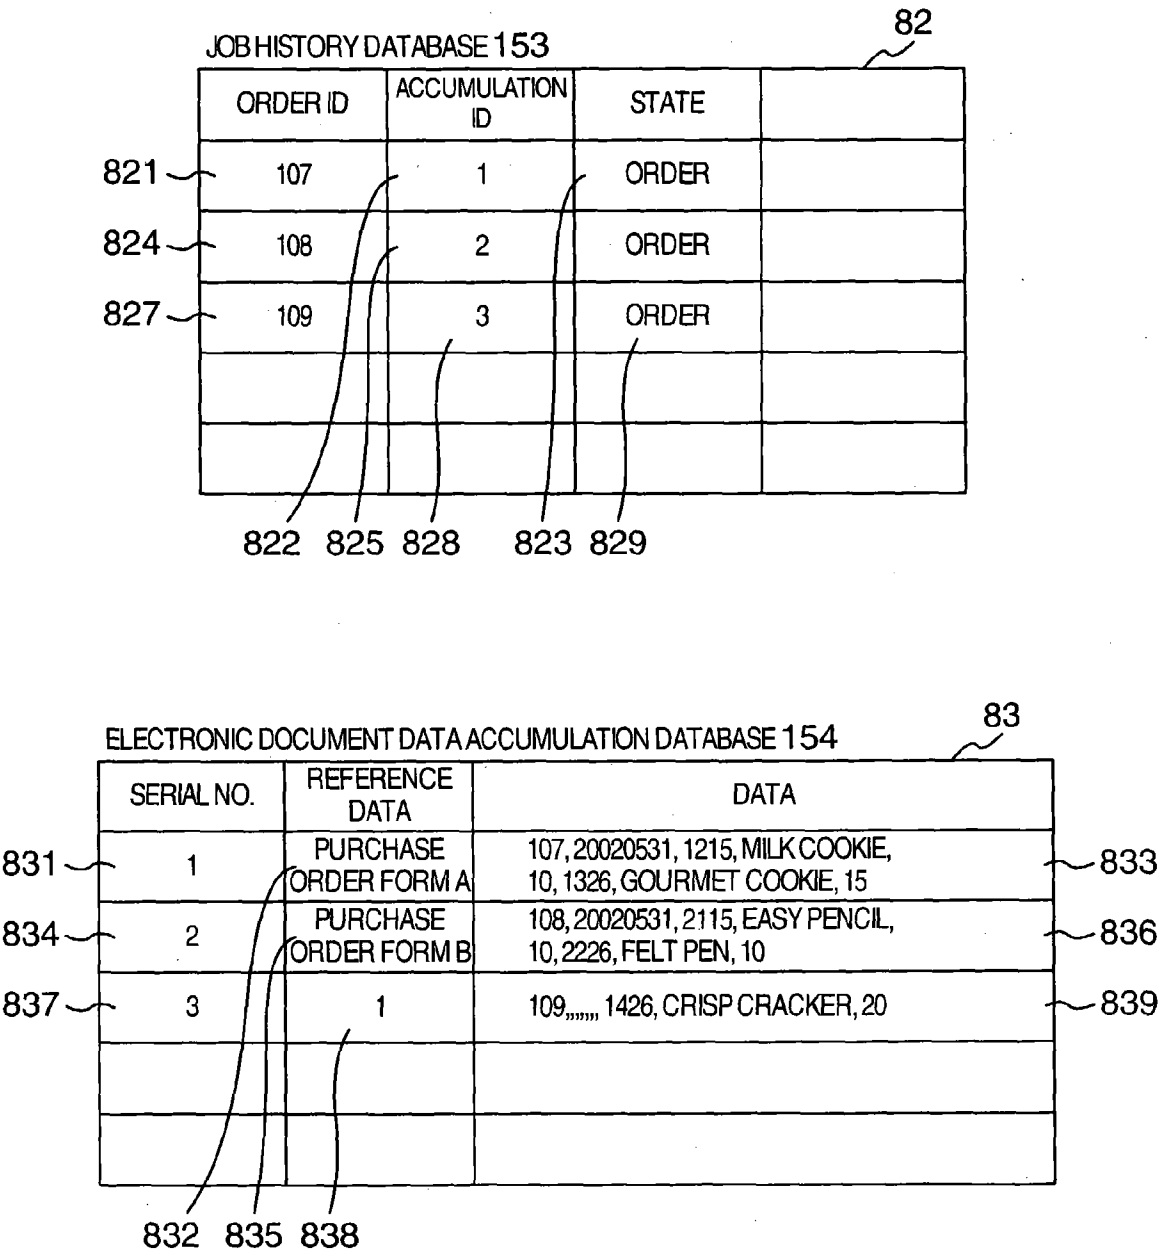 82
JOB HISTORY DATABASE 153
ORDER ID
ACCUMULATION
ID
STATE
821
107
1
ORDER
824
108
2
ORDER
827
109
3
ORDER
822
825
828
823
829
83
ELECTRONIC DOCUMENT DATA ACCUMULATION DATABASE 154
SERIAL NO.
REFERENCE
DATA
DATA
831
1
PURCHASE
ORDER FORM A
107, 20020531, 1215, MILK COOKIE,
10, 1326, GOURMET COOKIE, 15
833
834
2
PURCHASE
ORDER FORM B
108, 20020531, 2115, EASY PENCIL,
10, 2226, FELT PEN, 10
836
837
3
1
109,,,,,,, 1426, CRISP CRACKER, 20
839
832
835
838